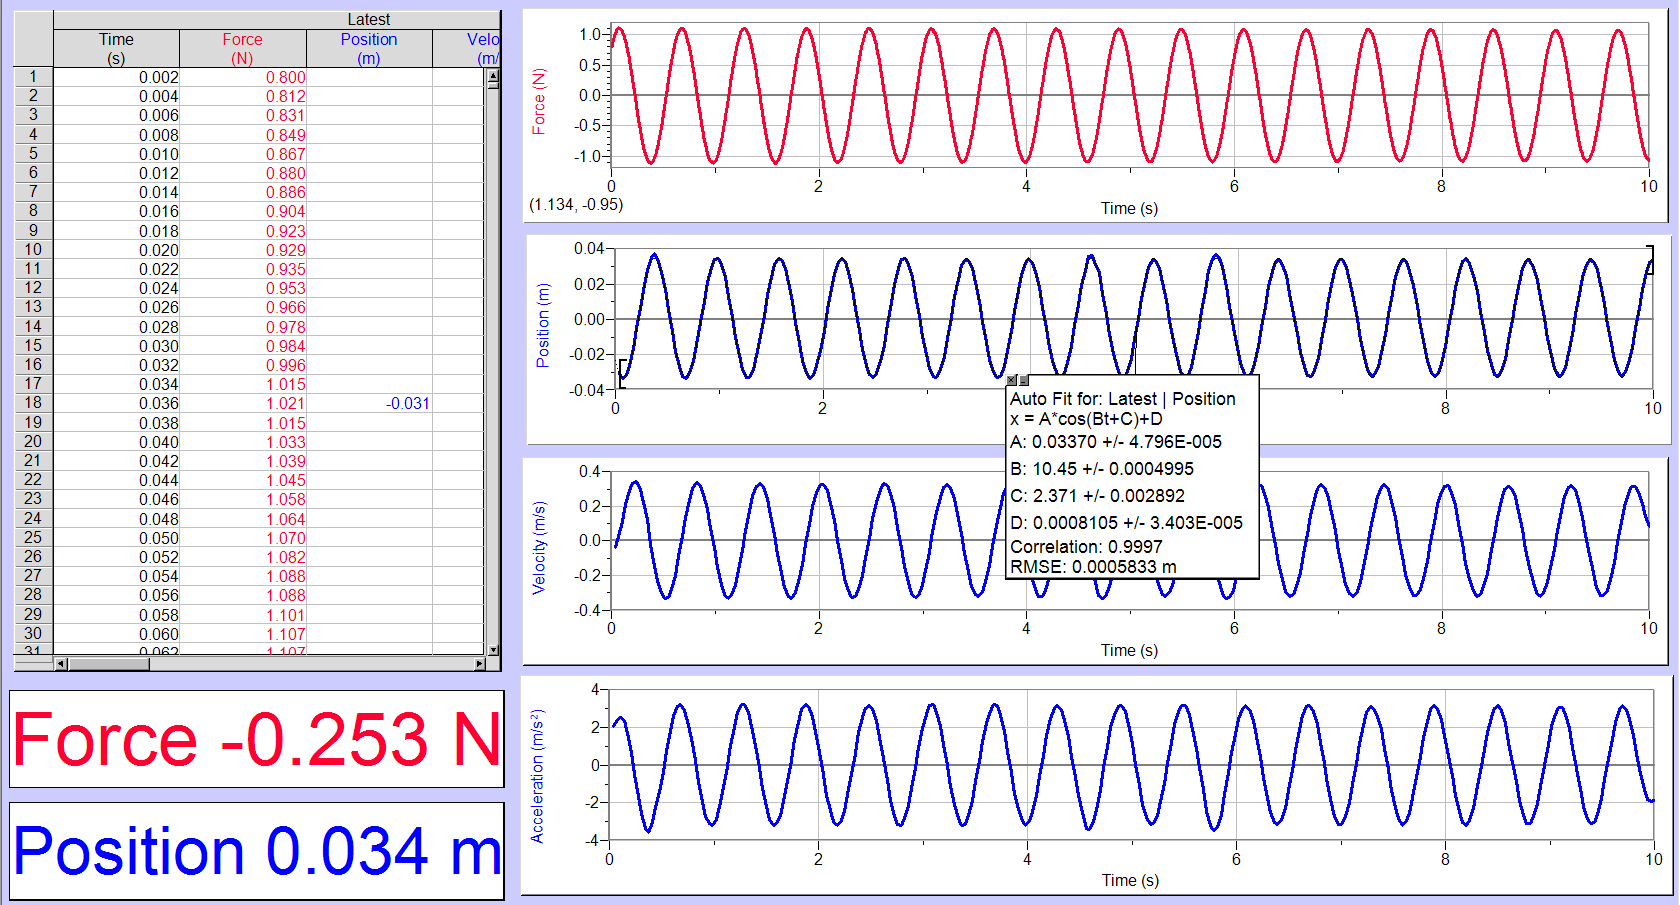 Latest
Time Force Position Velo
(s) (N) (m) (m/
1 0.002 0.800
2 0.004 0.812
3 0.006 0.831
4 0.008 0.849
5 0.010 0.867
6 0.012 0.880
7 0.014 0.886
8 0.016 0.904
9 0.018 0.923
10 0.020 0.929
11 0.022 0.935
12 0.024 0.953
13 0.026 0.966
14 0.028 0.978
15 0.030 0.984
16 0.032 0.996
17 0.034 1.015
18 0.036 1.021 -0.031
19 0.038 1.015
20 0.040 1.033
21 0.042 1.039
22 0.044 1.045
23 0.046 1.058
24 0.048 1.064
25 0.050 1.070
26 0.052 1.082
27 0.054 1.088
28 0.056 1.088
29 0.058 1.101
30 0.060 1.107
31 0.062 1.107
Force -0.253 N
Position 0.034 m
Force (N)
1.0
0.5
0.0
-0.5
-1.0
0 2 4 6 8 10
(1.134, -0.95)
Time (s)
Position (m)
0.04
0.02
0.00
-0.02
-0.04
0 2 8 10
Auto Fit for: Latest | Position
x = A*cos(Bt+C)+D
A: 0.03370 +/- 4.796E-005
B: 10.45 +/- 0.0004995
C: 2.371 +/- 0.002892
D: 0.0008105 +/- 3.403E-005
Correlation: 0.9997
RMSE: 0.0005833 m
Velocity (m/s)
0.4
0.2
0.0
-0.2
-0.4
0 2 4 6 8 10
Time (s)
Acceleration (m/s²)
4
2
0
-2
-4
0 2 4 6 8 10
Time (s)